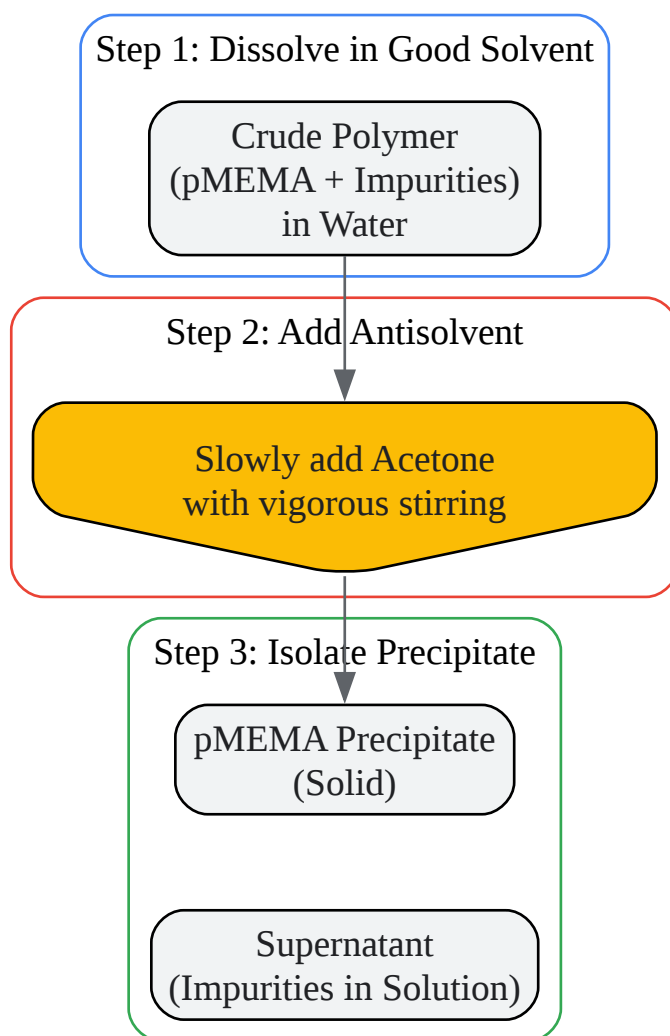 Step 1: Dissolve in Good Solvent
Crude Polymer
(pMEMA + Impurities)
in Water
Step 2: Add Antisolvent
Slowly add Acetone
with vigorous stirring
Step 3: Isolate Precipitate
pMEMA Precipitate
(Solid)
Supernatant
(Impurities in Solution)